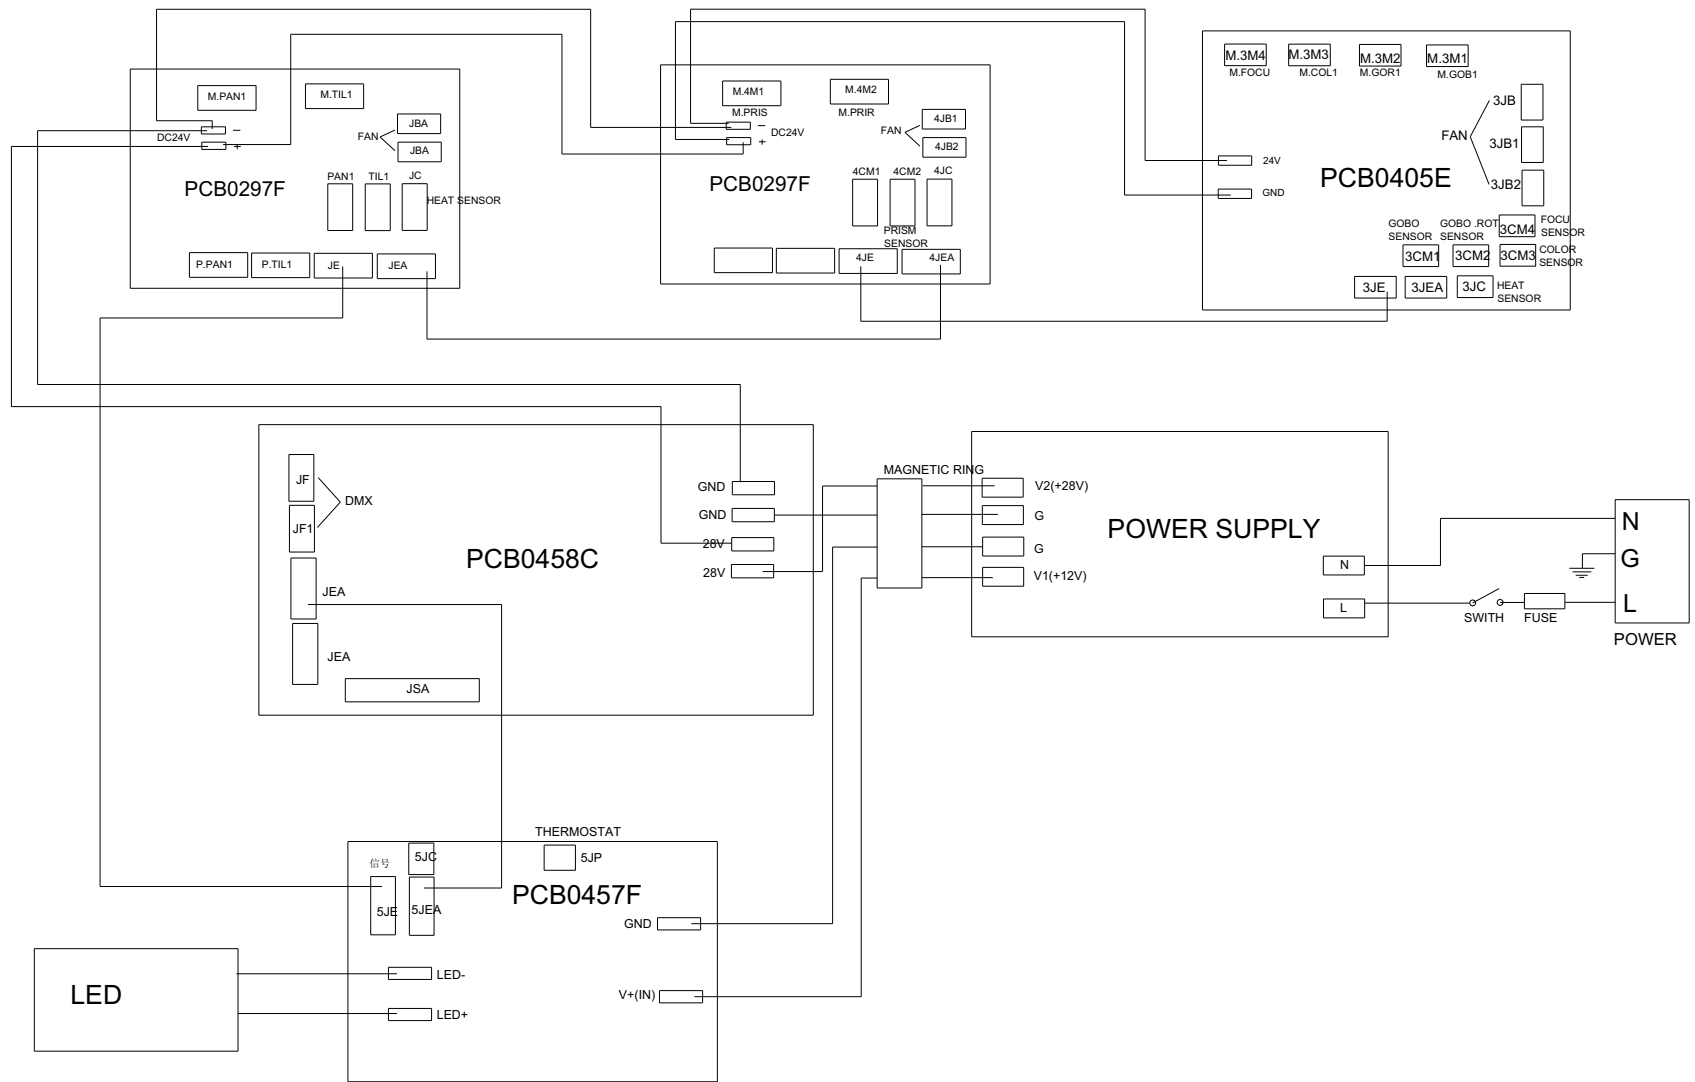 M.PAN1
M.TIL1
−
DC24V
+
FAN
JBA
JBA
PCB0297F
PAN1
TIL1
JC
HEAT SENSOR
P.PAN1
P.TIL1
JE
JEA
M.4M1
M.PRIS
M.4M2
M.PRIR
−
DC24V
+
FAN
4JB1
4JB2
PCB0297F
4CM1
4CM2
4JC
PRISM
SENSOR
4JE
4JEA
M.3M4
M.FOCU
M.3M3
M.COL1
M.3M2
M.GOR1
M.3M1
M.GOB1
3JB
FAN
3JB1
3JB2
24V
GND
PCB0405E
GOBO
SENSOR
3CM1
GOBO .ROT
SENSOR
3CM2
3CM4
FOCU
SENSOR
3CM3
COLOR
SENSOR
3JE
3JEA
3JC
HEAT
SENSOR
JF
JF1
DMX
JEA
JEA
JSA
PCB0458C
GND
GND
28V
28V
MAGNETIC RING
V2(+28V)
G
G
V1(+12V)
POWER SUPPLY
N
L
SWITH
FUSE
N
G
L
POWER
THERMOSTAT
5JP
信号
5JC
5JE
5JEA
PCB0457F
GND
V+(IN)
LED-
LED+
LED